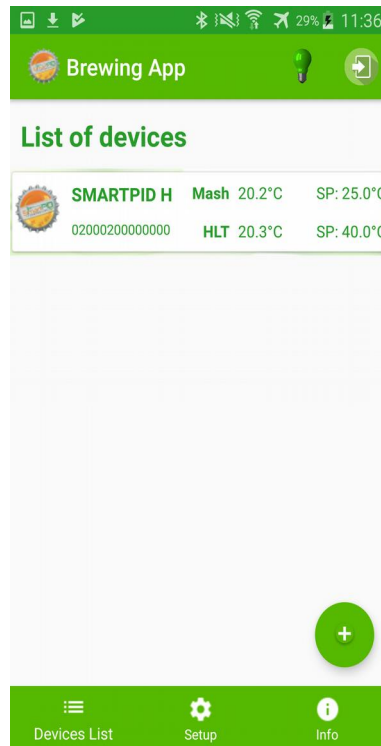 29% 11:36
Brewing App
List of devices
SMARTPID H Mash 20.2°C SP: 25.0°C
02000200000000 HLT 20.3°C SP: 40.0°C
+
Devices List Setup Info